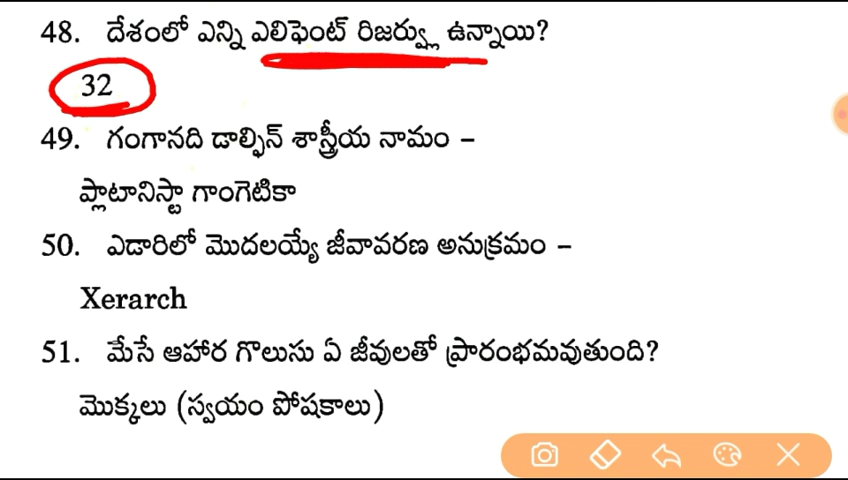 48. దేశంలో ఎన్ని ఎలిఫెంట్ రిజర్వ్లు ఉన్నాయి?
32
49. గంగానది డాల్ఫిన్ శాస్త్రీయ నామం –
ప్లాటానిస్టా గాంగెటికా
50. ఎడారిలో మొదలయ్యే జీవావరణ అనుక్రమం –
Xerarch
51. మేసే ఆహార గొలుసు ఏ జీవులతో ప్రారంభమవుతుంది?
మొక్కలు (స్వయం పోషకాలు)